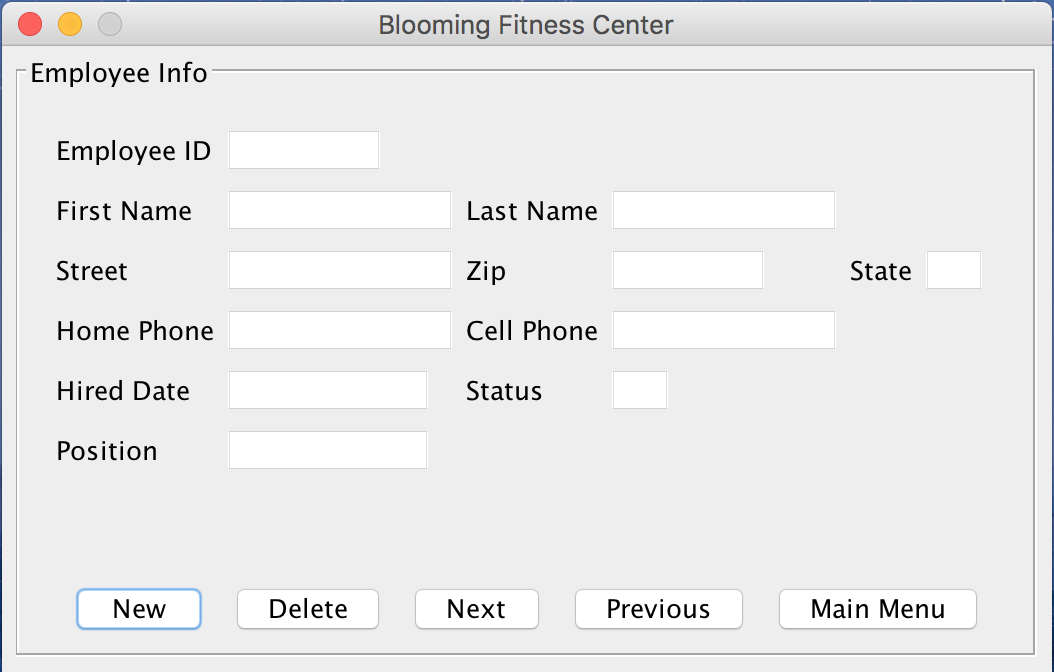 Blooming Fitness Center
Employee Info
Employee ID
First Name Last Name
Street Zip State
Home Phone Cell Phone
Hired Date Status
Position
New Delete Next Previous Main Menu